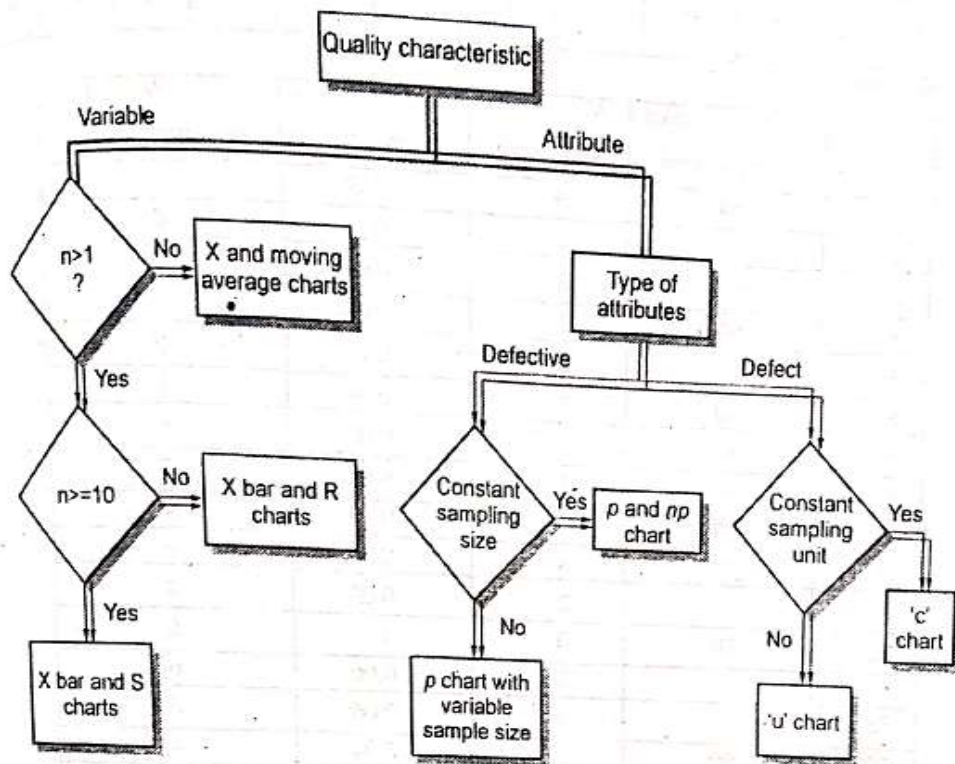 Quality characteristic
Variable
Attribute
n>1
?
No
X and moving
average charts
Type of
attributes
Yes
Defective
Defect
n>=10
No
X bar and R
charts
Constant
sampling
size
Yes
p and np
chart
Constant
sampling
unit
Yes
Yes
No
No
'c'
chart
X bar and S
charts
p chart with
variable
sample size
'u' chart